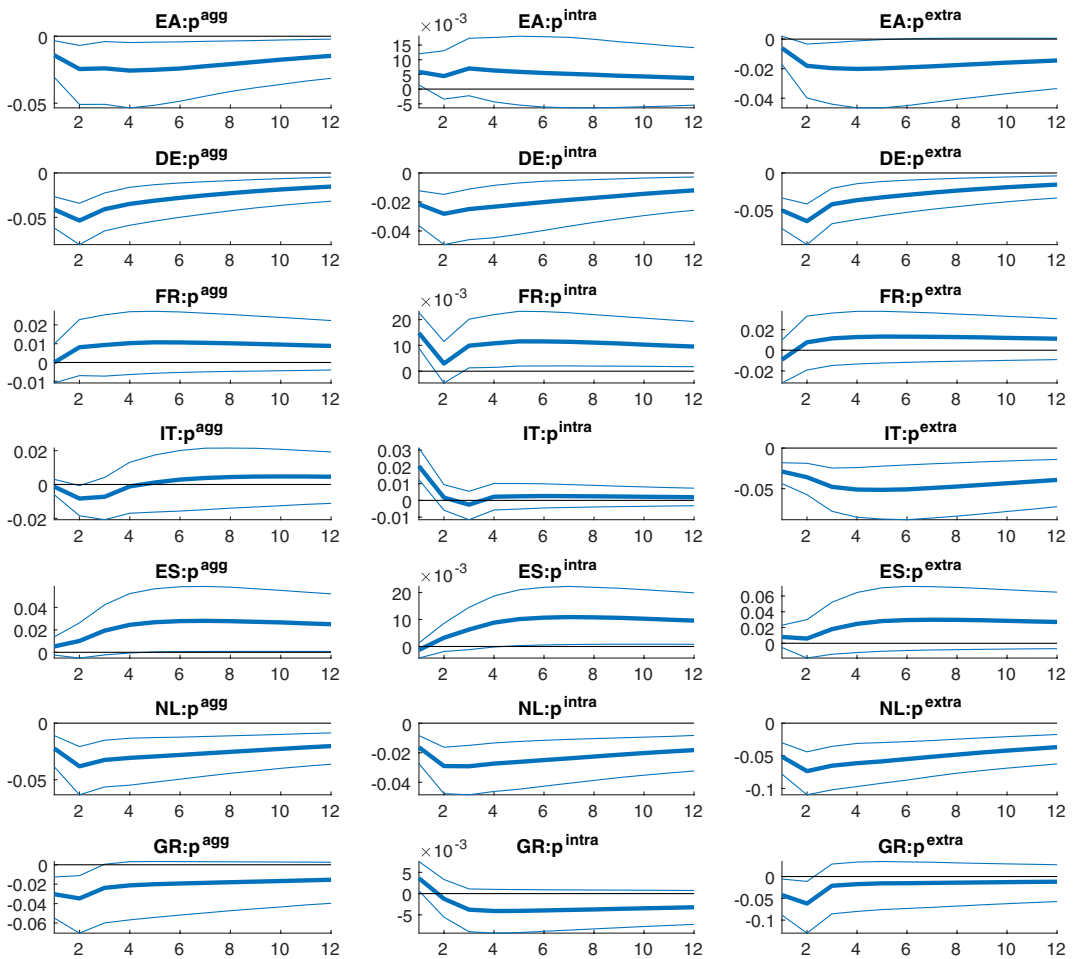 EA:p^agg
0
-0.05
2 4 6 8 10 12
×10^-3
EA:p^intra
15
10
5
0
-5
2 4 6 8 10 12
EA:p^extra
0
-0.02
-0.04
2 4 6 8 10 12
DE:p^agg
0
-0.05
2 4 6 8 10 12
DE:p^intra
0
-0.02
-0.04
2 4 6 8 10 12
DE:p^extra
0
-0.05
2 4 6 8 10 12
FR:p^agg
0.02
0.01
0
-0.01
2 4 6 8 10 12
×10^-3
FR:p^intra
20
10
0
2 4 6 8 10 12
FR:p^extra
0.02
0
-0.02
2 4 6 8 10 12
IT:p^agg
0.02
0
-0.02
2 4 6 8 10 12
IT:p^intra
0.03
0.02
0.01
0
-0.01
2 4 6 8 10 12
IT:p^extra
0
-0.05
2 4 6 8 10 12
ES:p^agg
0.04
0.02
0
2 4 6 8 10 12
×10^-3
ES:p^intra
20
10
0
2 4 6 8 10 12
ES:p^extra
0.06
0.04
0.02
0
2 4 6 8 10 12
NL:p^agg
0
-0.05
2 4 6 8 10 12
NL:p^intra
0
-0.02
-0.04
2 4 6 8 10 12
NL:p^extra
0
-0.05
-0.1
2 4 6 8 10 12
GR:p^agg
0
-0.02
-0.04
-0.06
2 4 6 8 10 12
×10^-3
GR:p^intra
5
0
-5
2 4 6 8 10 12
GR:p^extra
0
-0.05
-0.1
2 4 6 8 10 12